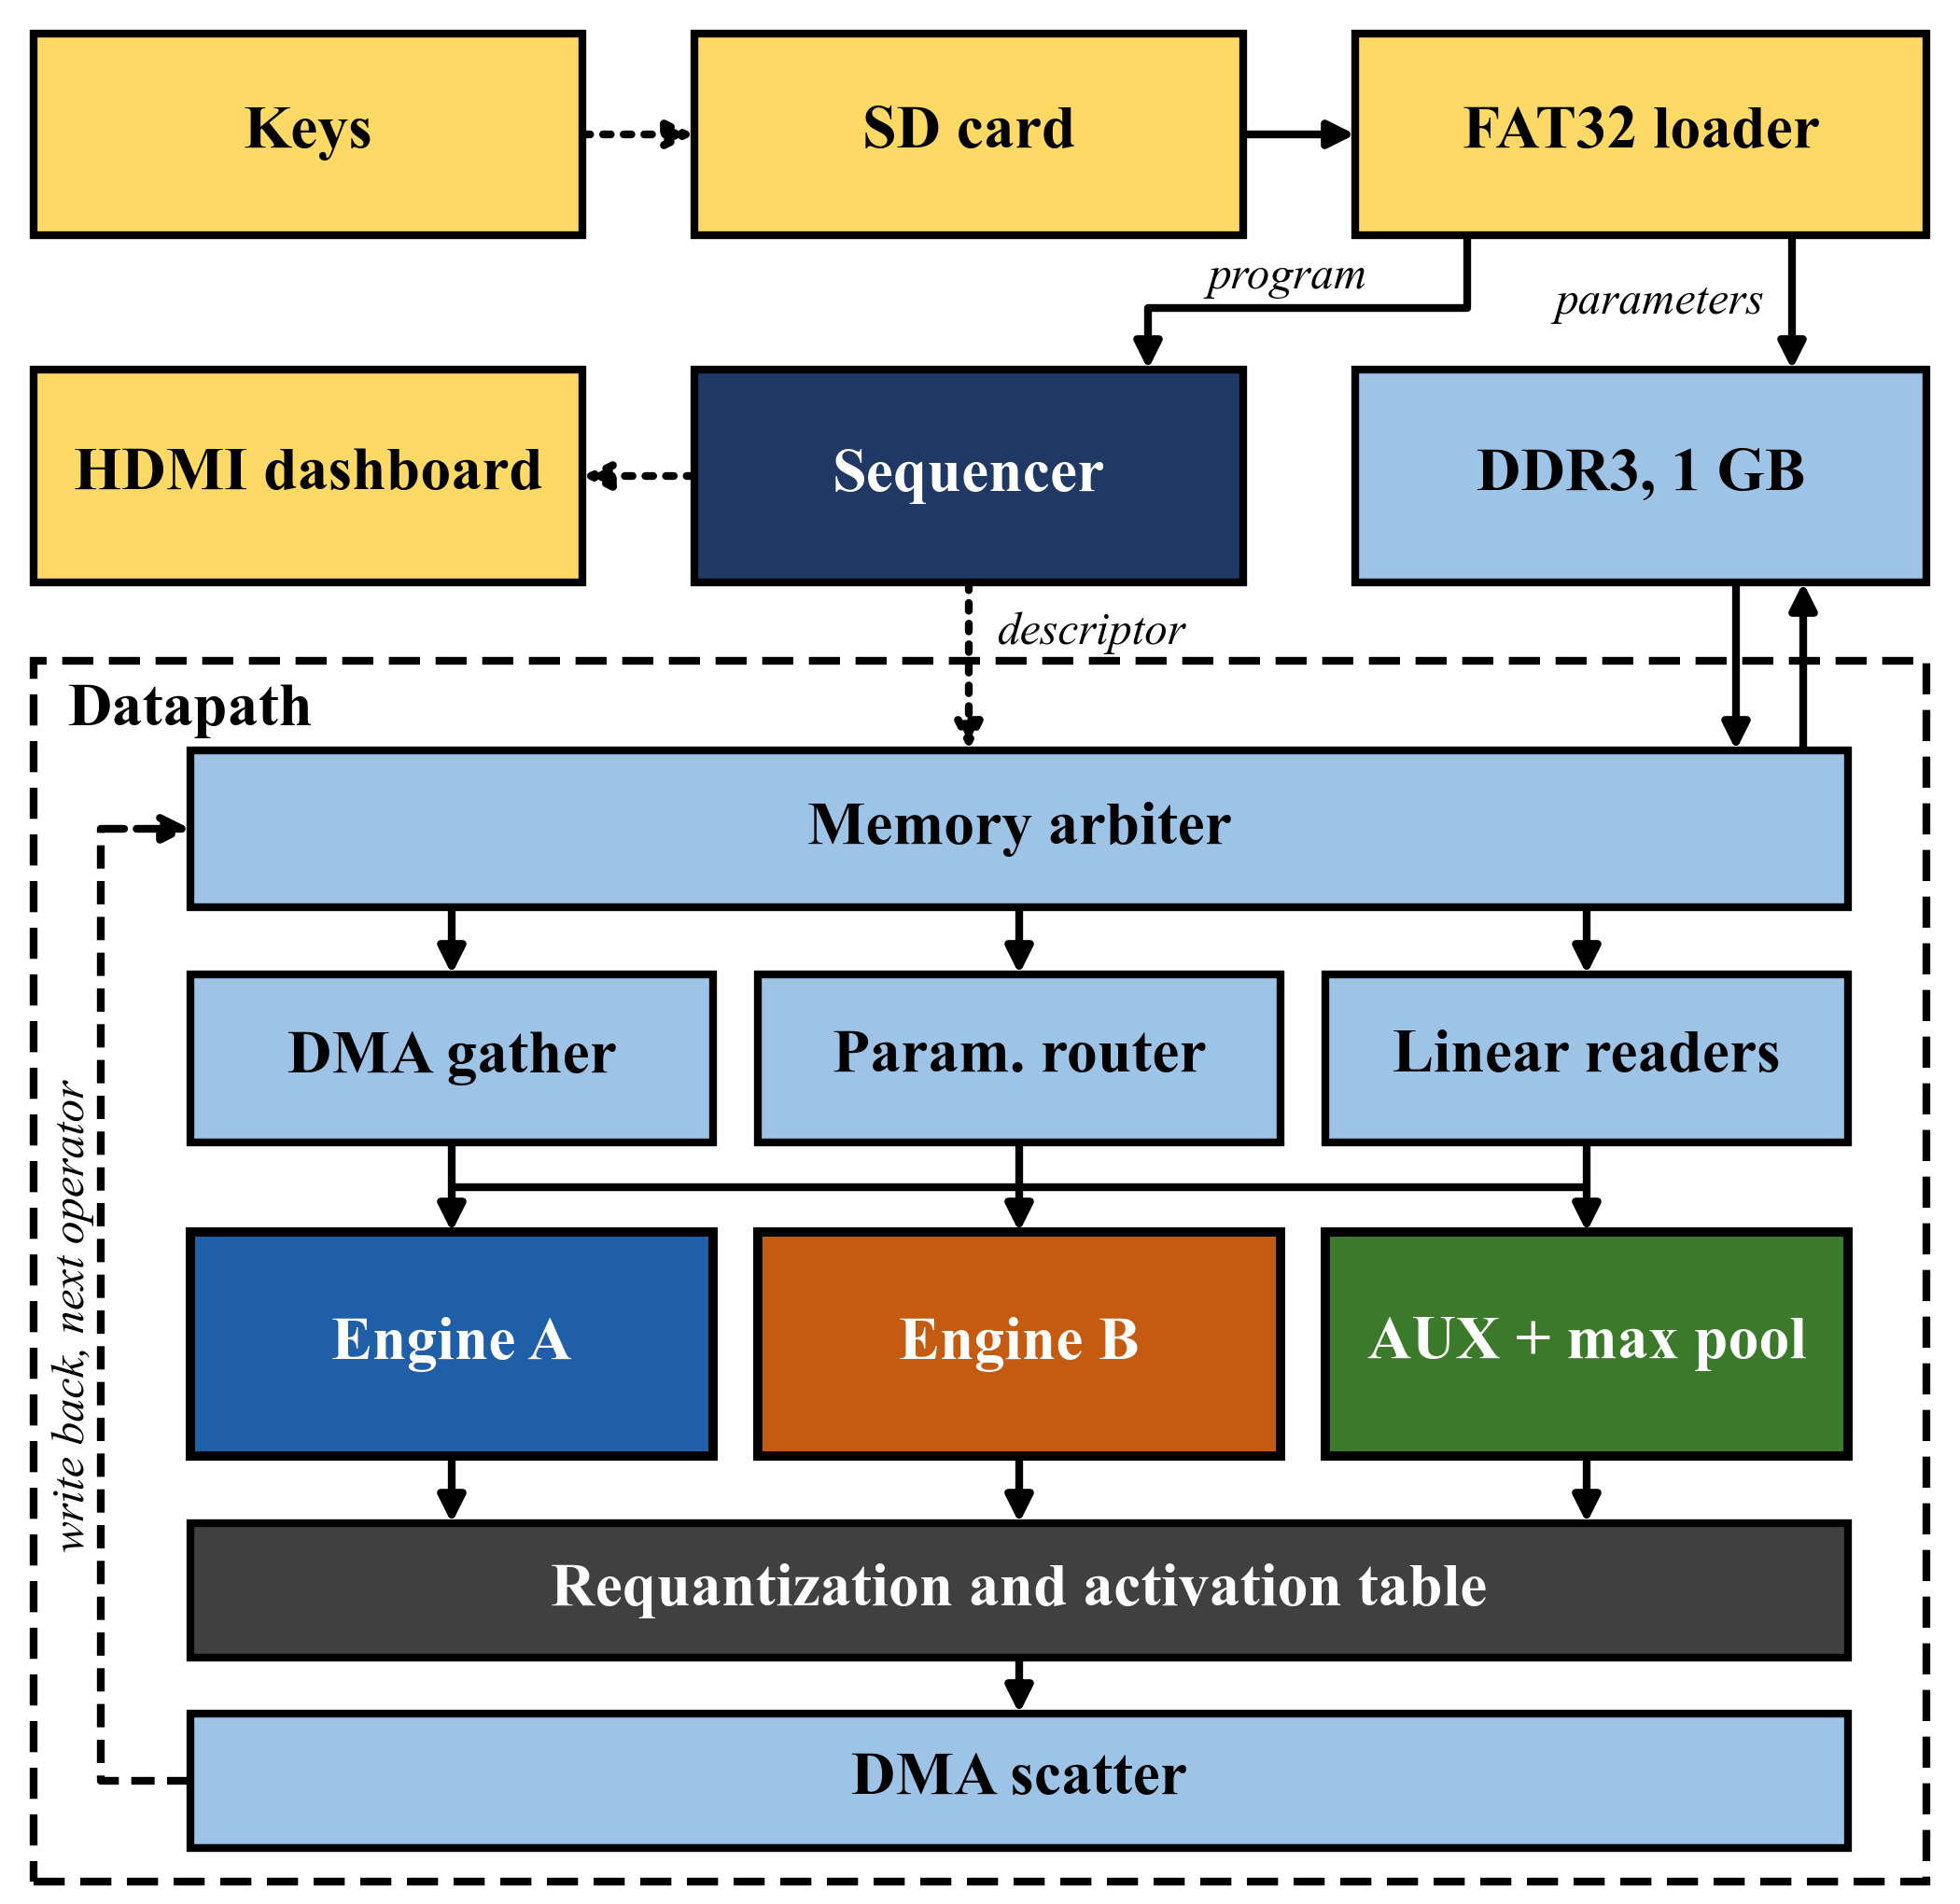 Keys
SD card
FAT32 loader
program
parameters
HDMI dashboard
Sequencer
DDR3, 1 GB
descriptor
Datapath
Memory arbiter
DMA gather
Param. router
Linear readers
write back, next operator
Engine A
Engine B
AUX + max pool
Requantization and activation table
DMA scatter